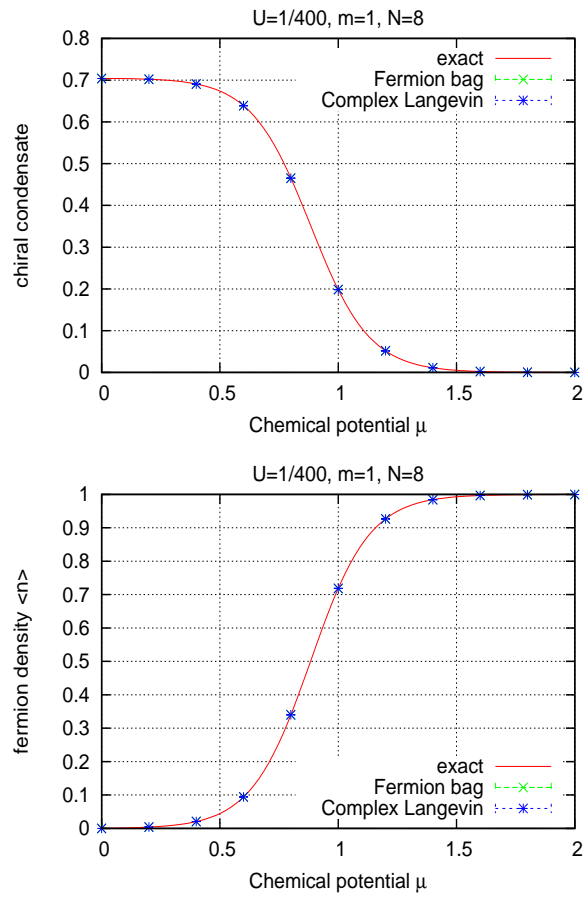 U=1/400, m=1, N=8
0.8
0.7
0.6
0.5
0.4
0.3
0.2
0.1
0
chiral condensate
exact
Fermion bag
Complex Langevin
0 0.5 1 1.5 2
Chemical potential μ
U=1/400, m=1, N=8
1
0.9
0.8
0.7
0.6
0.5
0.4
0.3
0.2
0.1
0
fermion density <n>
exact
Fermion bag
Complex Langevin
0 0.5 1 1.5 2
Chemical potential μ